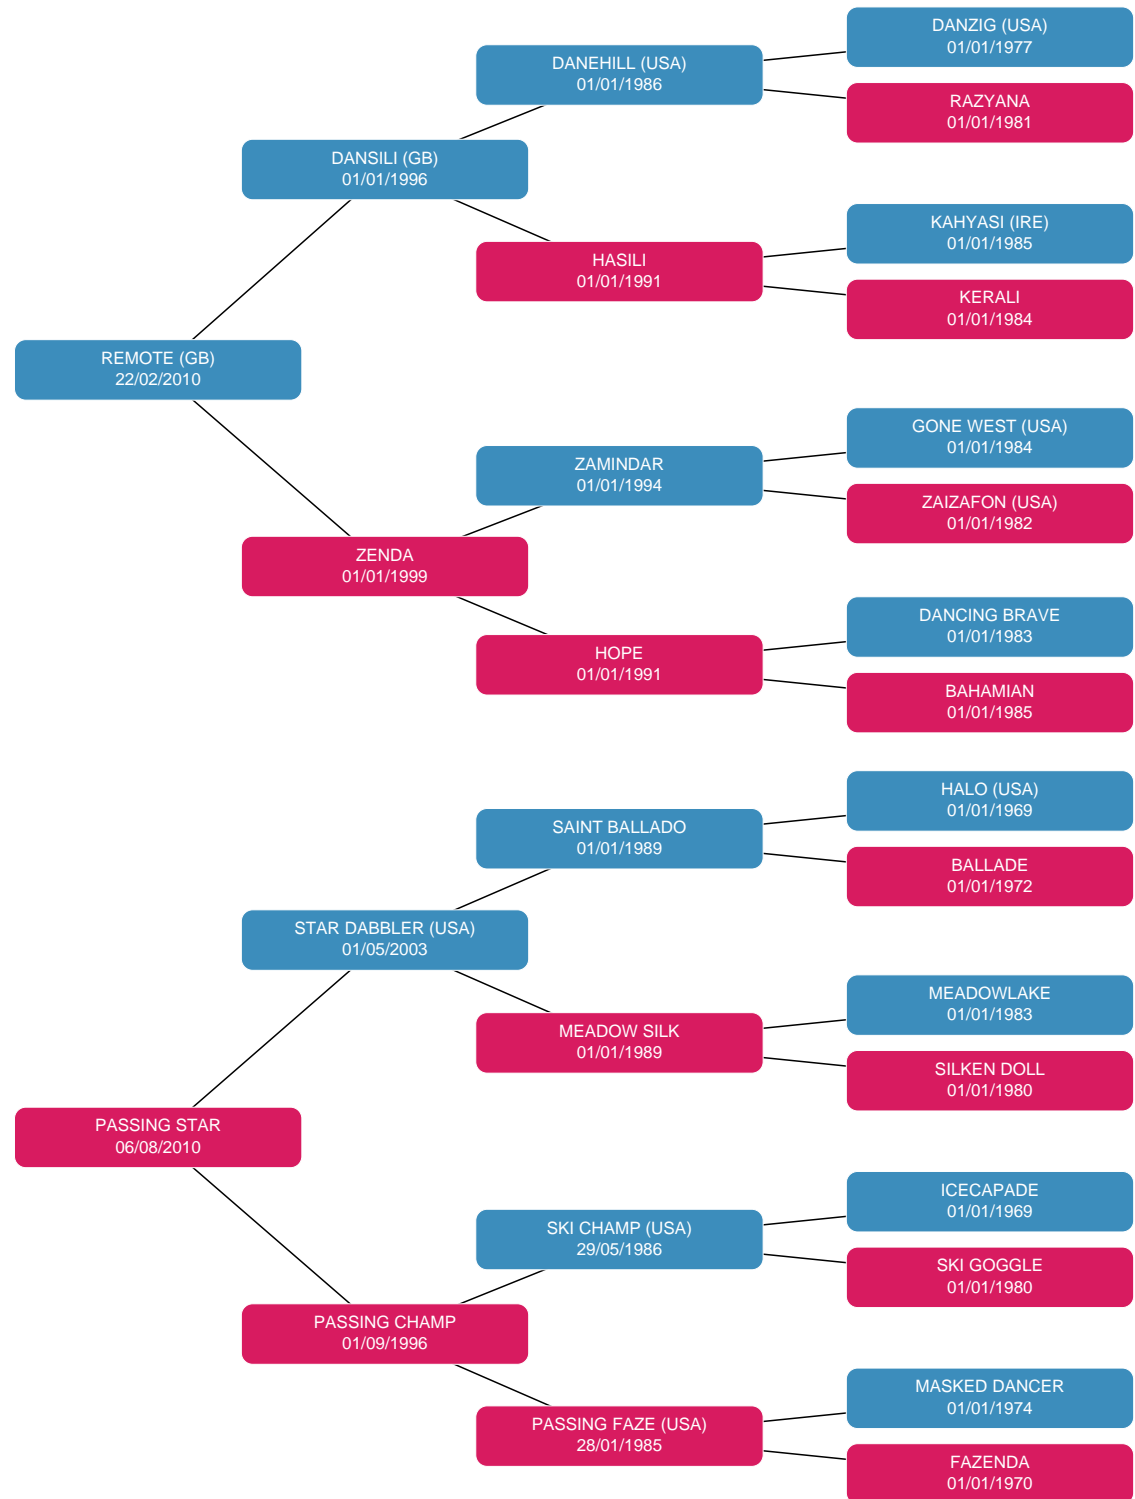 DANZIG (USA)
01/01/1977
DANEHILL (USA)
01/01/1986
RAZYANA
01/01/1981
DANSILI (GB)
01/01/1996
KAHYASI (IRE)
01/01/1985
HASILI
01/01/1991
KERALI
01/01/1984
REMOTE (GB)
22/02/2010
GONE WEST (USA)
01/01/1984
ZAMINDAR
01/01/1994
ZAIZAFON (USA)
01/01/1982
ZENDA
01/01/1999
DANCING BRAVE
01/01/1983
HOPE
01/01/1991
BAHAMIAN
01/01/1985
HALO (USA)
01/01/1969
SAINT BALLADO
01/01/1989
BALLADE
01/01/1972
STAR DABBLER (USA)
01/05/2003
MEADOWLAKE
01/01/1983
MEADOW SILK
01/01/1989
SILKEN DOLL
01/01/1980
PASSING STAR
06/08/2010
ICECAPADE
01/01/1969
SKI CHAMP (USA)
29/05/1986
SKI GOGGLE
01/01/1980
PASSING CHAMP
01/09/1996
MASKED DANCER
01/01/1974
PASSING FAZE (USA)
28/01/1985
FAZENDA
01/01/1970